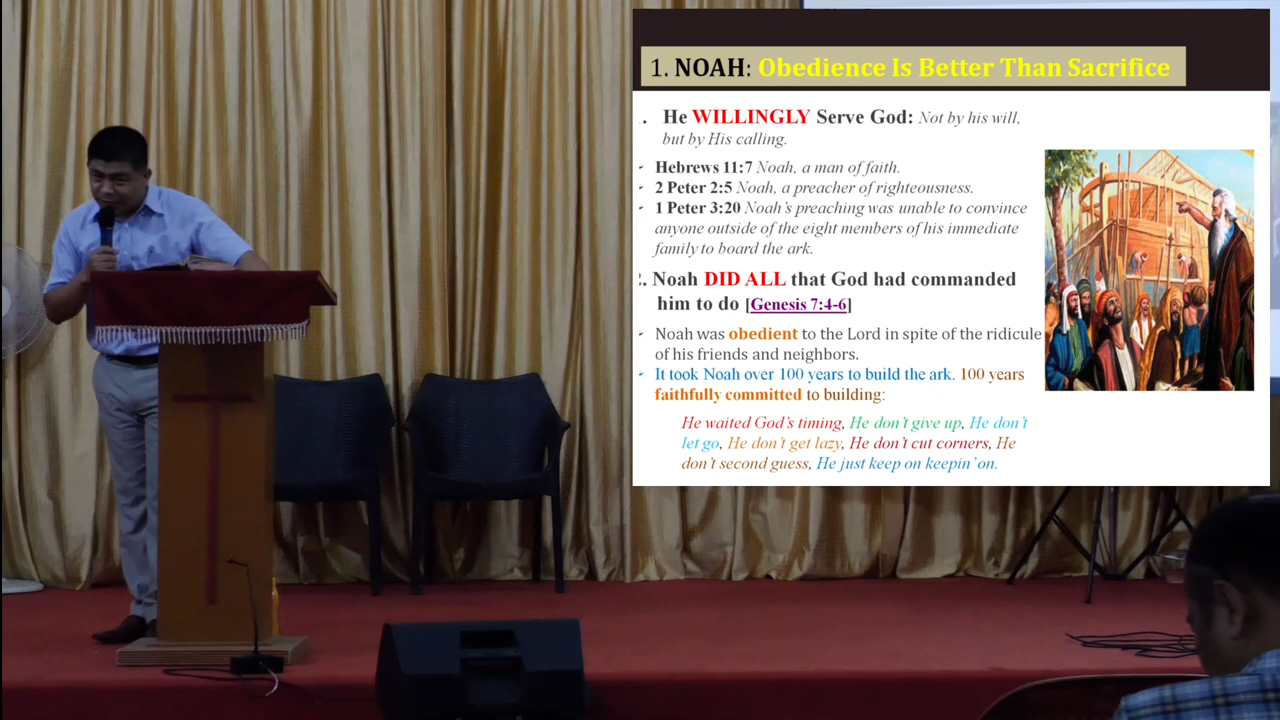 1. NOAH: Obedience Is Better Than Sacrifice
. He WILLINGLY Serve God: Not by his will,
but by His calling.
Hebrews 11:7 Noah, a man of faith.
2 Peter 2:5 Noah, a preacher of righteousness.
1 Peter 3:20 Noah's preaching was unable to convince
anyone outside of the eight members of his immediate
family to board the ark.
. Noah DID ALL that God had commanded
him to do [Genesis 7:4-6]
Noah was obedient to the Lord in spite of the ridicule
of his friends and neighbors.
It took Noah over 100 years to build the ark. 100 years
faithfully committed to building:
He waited God's timing, He don't give up, He don't
let go, He don't get lazy, He don't cut corners, He
don't second guess, He just keep on keepin' on.